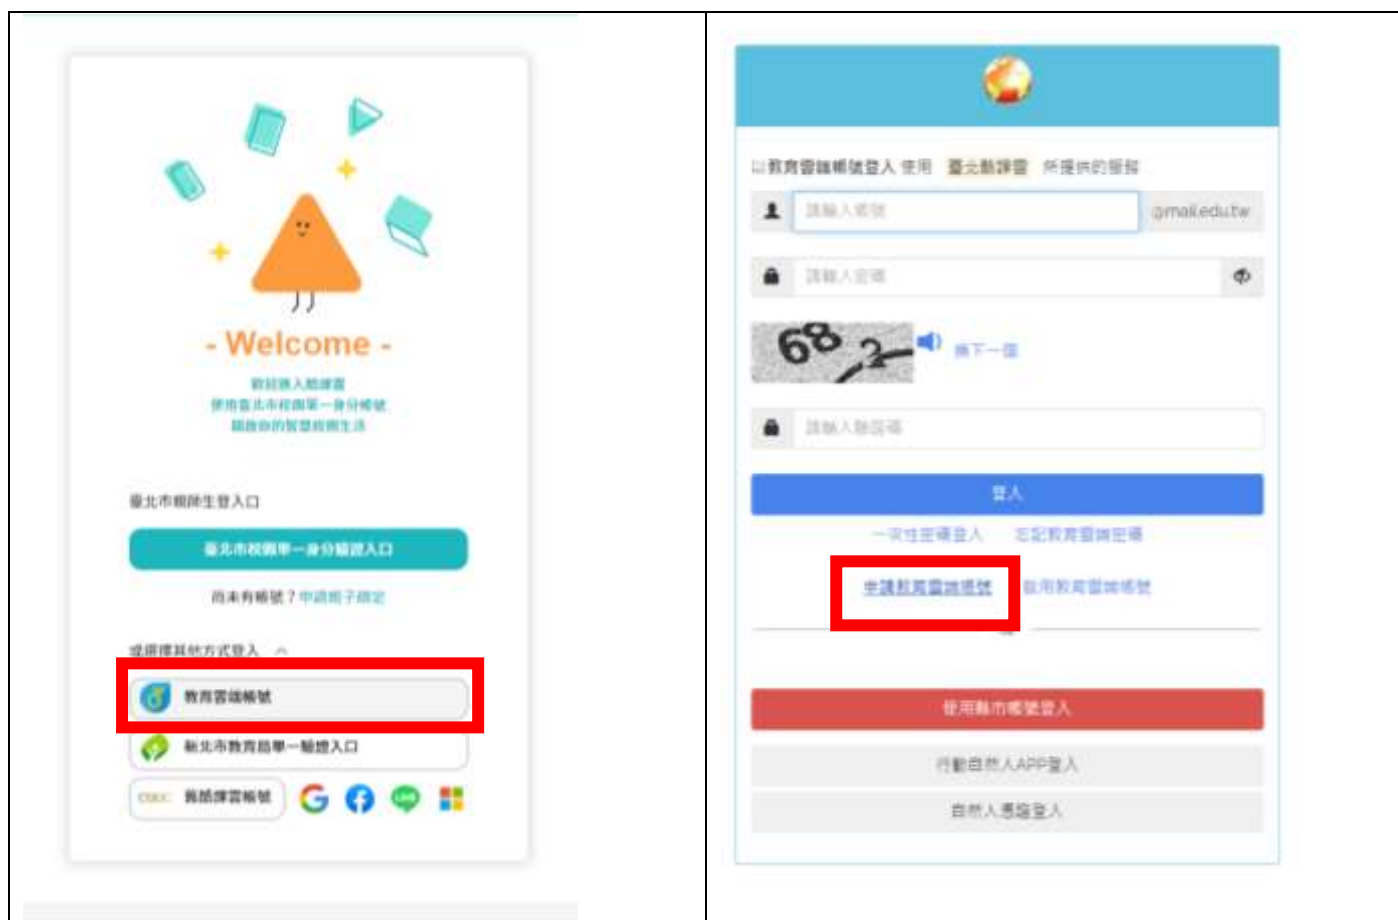 - Welcome -
歡迎進入酷課雲
使用臺北市校園單一身分帳號
開啟你的智慧校園生活
臺北市親師生登入口
臺北市校園單一身分驗證入口
尚未有帳號？申請親子綁定
或選擇其他方式登入
教育雲端帳號
新北市教育局單一驗證入口
舊酷課雲帳號
以教育雲端帳號登入 使用 臺北酷課雲 所提供的服務
請輸入帳號 @mail.edu.tw
請輸入密碼
換下一個
請輸入驗證碼
登入
一次性密碼登入 忘記教育雲端密碼
申請教育雲端帳號 啟用教育雲端帳號
使用縣市帳號登入
行動自然人APP登入
自然人憑證登入